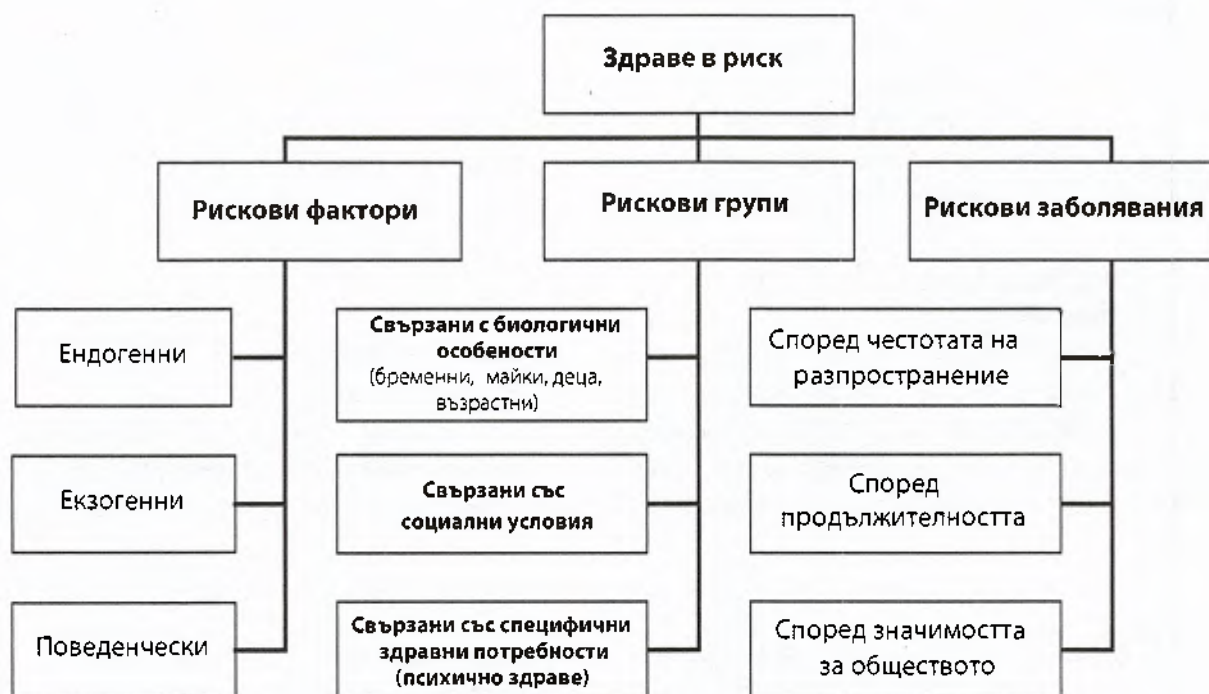 Здраве в риск
Рискови фактори
Рискови групи
Рискови заболявания
Ендогенни
Екзогенни
Поведенчески
Свързани с биологични
особености
(бременни, майки, деца,
възрастни)
Свързани със
социални условия
Свързани със специфични
здравни потребности
(психично здраве)
Според честотата на
разпространение
Според
продължителността
Според значимостта
за обществото